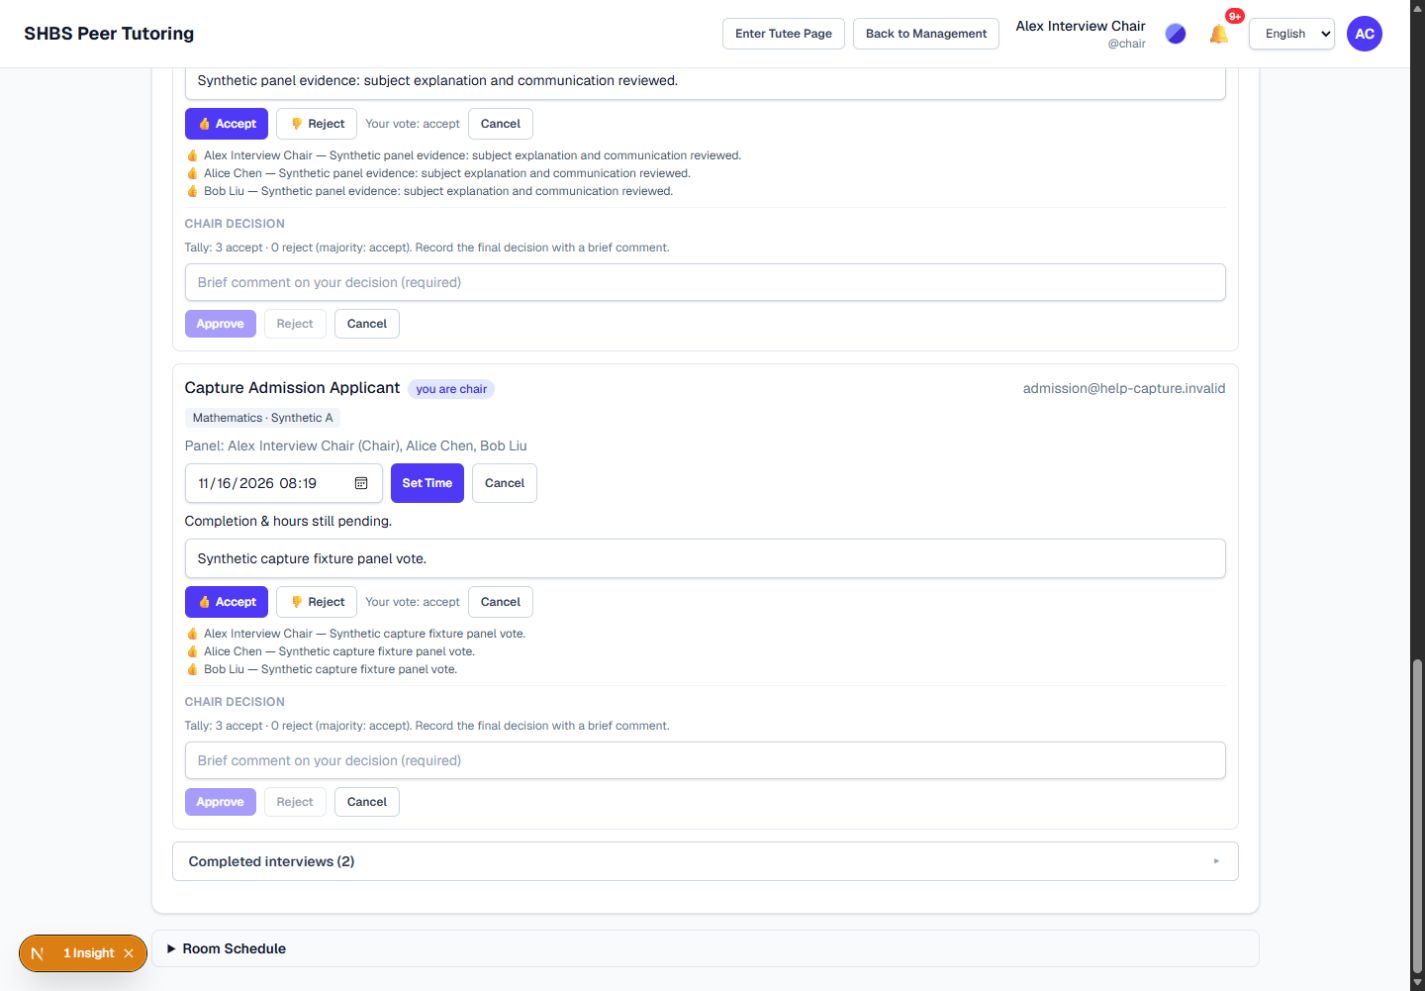 SHBS Peer Tutoring
Enter Tutee Page
Back to Management
Alex Interview Chair
@chair
9+
English
AC
Synthetic panel evidence: subject explanation and communication reviewed.
👍 Accept
👎 Reject
Your vote: accept
Cancel
👍 Alex Interview Chair — Synthetic panel evidence: subject explanation and communication reviewed.
👍 Alice Chen — Synthetic panel evidence: subject explanation and communication reviewed.
👍 Bob Liu — Synthetic panel evidence: subject explanation and communication reviewed.
CHAIR DECISION
Tally: 3 accept · 0 reject (majority: accept). Record the final decision with a brief comment.
Brief comment on your decision (required)
Approve
Reject
Cancel
Capture Admission Applicant
you are chair
admission@help-capture.invalid
Mathematics · Synthetic A
Panel: Alex Interview Chair (Chair), Alice Chen, Bob Liu
11/16/2026 08:19
Set Time
Cancel
Completion & hours still pending.
Synthetic capture fixture panel vote.
👍 Accept
👎 Reject
Your vote: accept
Cancel
👍 Alex Interview Chair — Synthetic capture fixture panel vote.
👍 Alice Chen — Synthetic capture fixture panel vote.
👍 Bob Liu — Synthetic capture fixture panel vote.
CHAIR DECISION
Tally: 3 accept · 0 reject (majority: accept). Record the final decision with a brief comment.
Brief comment on your decision (required)
Approve
Reject
Cancel
Completed interviews (2)
N 1 Insight ×
Room Schedule